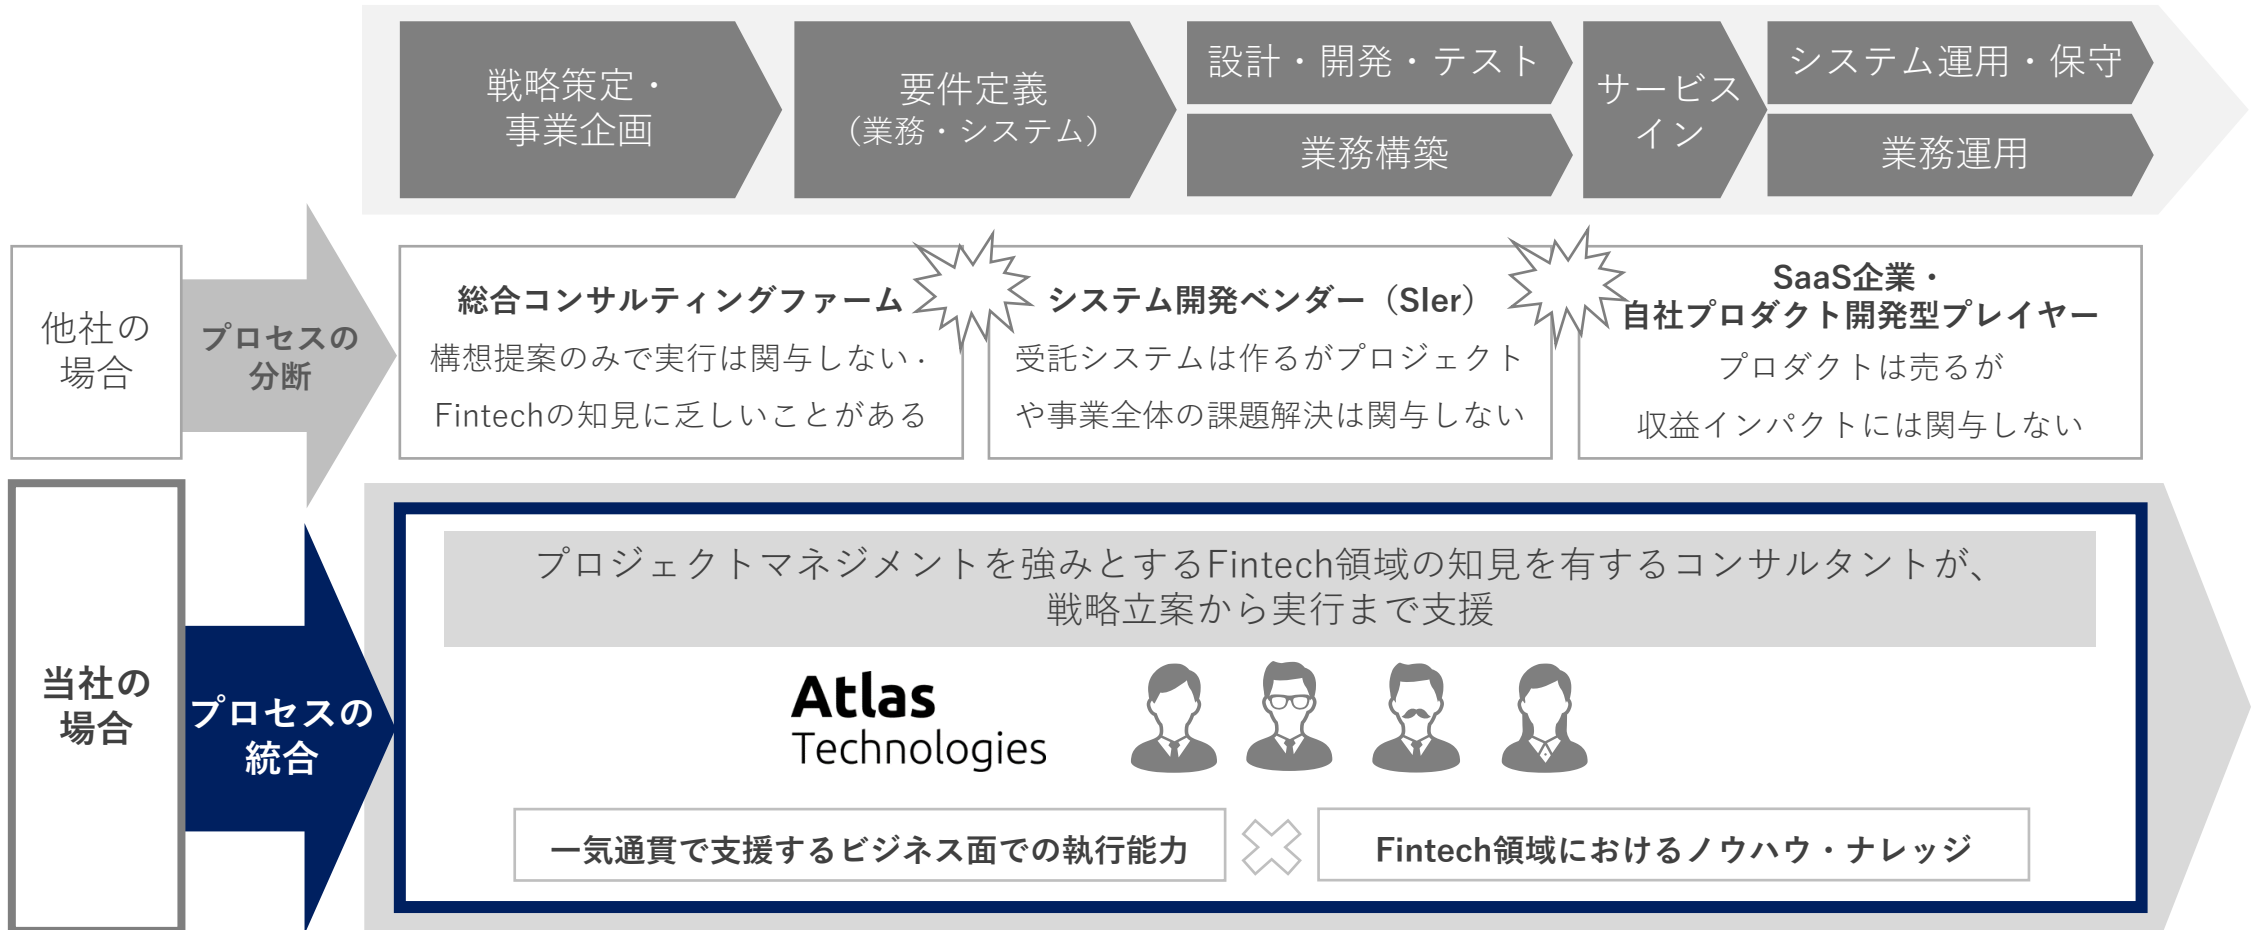 戦略策定・
事業企画
要件定義
（業務・システム）
設計・開発・テスト
業務構築
サービス
イン
システム運用・保守
業務運用
他社の
場合
プロセスの
分断
総合コンサルティングファーム
構想提案のみで実行は関与しない・
Fintechの知見に乏しいことがある
システム開発ベンダー（SIer）
受託システムは作るがプロジェクト
や事業全体の課題解決は関与しない
SaaS企業・
自社プロダクト開発型プレイヤー
プロダクトは売るが
収益インパクトには関与しない
当社の
場合
プロセスの
統合
プロジェクトマネジメントを強みとするFintech領域の知見を有するコンサルタントが、
戦略立案から実行まで支援
Atlas
Technologies
一気通貫で支援するビジネス面での執行能力
Fintech領域におけるノウハウ・ナレッジ